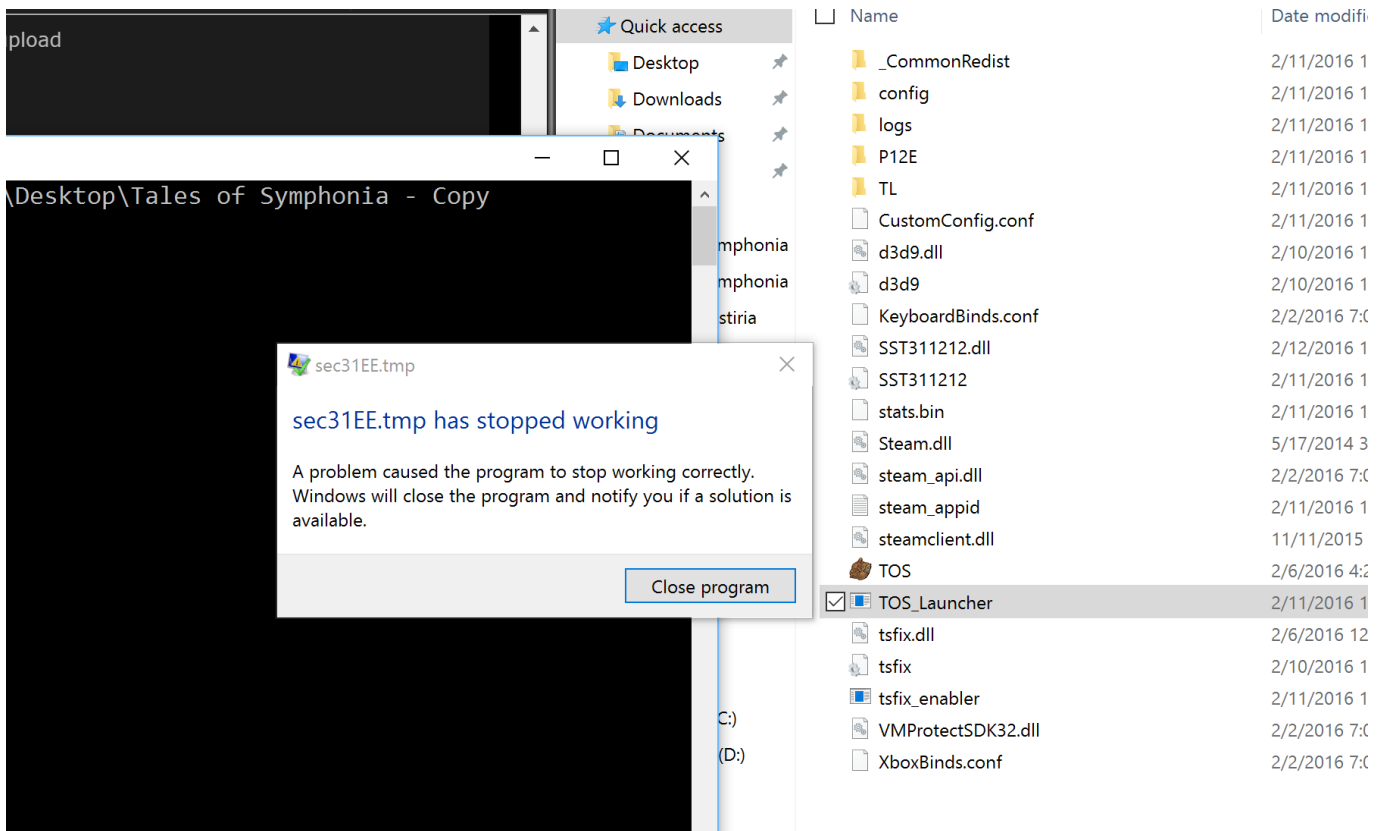 pload
\Desktop\Tales of Symphonia - Copy
Quick access
Desktop
Downloads
Documents
mphonia
mphonia
stiria
C:)
(D:)
sec31EE.tmp
sec31EE.tmp has stopped working
A problem caused the program to stop working correctly.
Windows will close the program and notify you if a solution is
available.
Close program
Name Date modifi
_CommonRedist 2/11/2016 1
config 2/11/2016 1
logs 2/11/2016 1
P12E 2/11/2016 1
TL 2/11/2016 1
CustomConfig.conf 2/11/2016 1
d3d9.dll 2/10/2016 1
d3d9 2/10/2016 1
KeyboardBinds.conf 2/2/2016 7:0
SST311212.dll 2/12/2016 1
SST311212 2/11/2016 1
stats.bin 2/11/2016 1
Steam.dll 5/17/2014 3
steam_api.dll 2/2/2016 7:0
steam_appid 2/11/2016 1
steamclient.dll 11/11/2015
TOS 2/6/2016 4:2
TOS_Launcher 2/11/2016 1
tsfix.dll 2/6/2016 12
tsfix 2/10/2016 1
tsfix_enabler 2/11/2016 1
VMProtectSDK32.dll 2/2/2016 7:0
XboxBinds.conf 2/2/2016 7:0